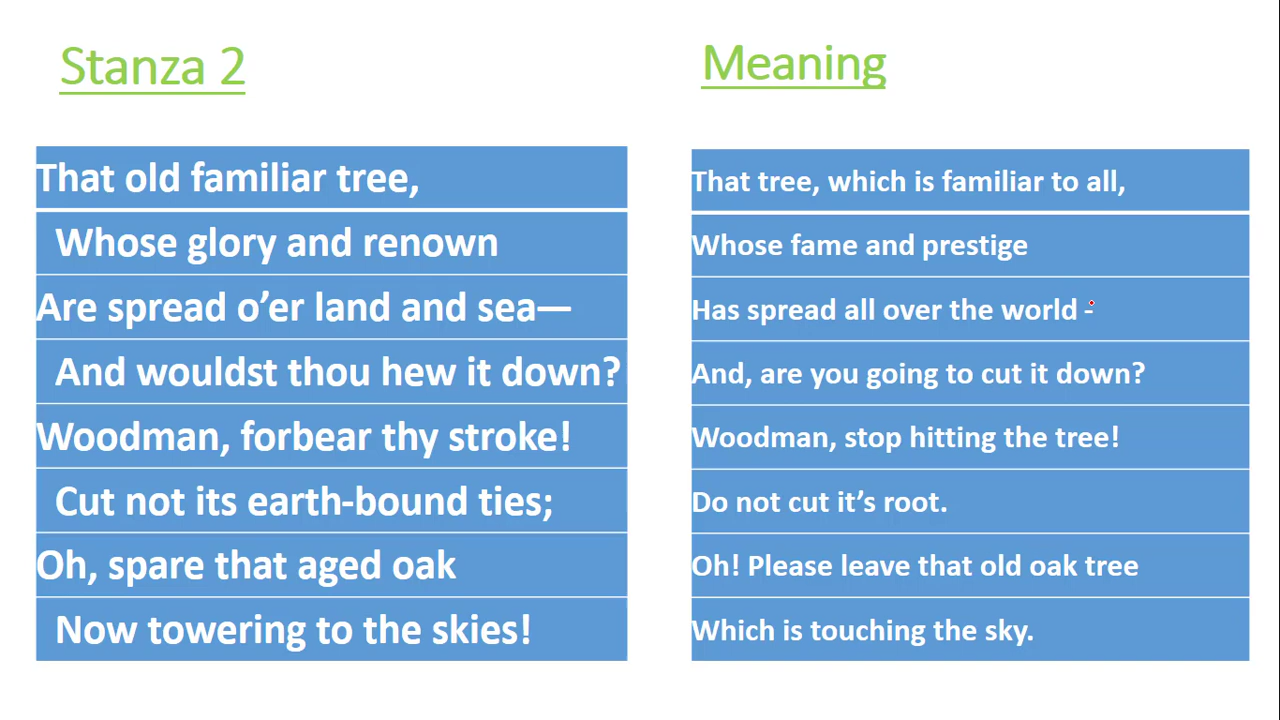 Stanza 2
That old familiar tree,
Whose glory and renown
Are spread o’er land and sea—
And wouldst thou hew it down?
Woodman, forbear thy stroke!
Cut not its earth-bound ties;
Oh, spare that aged oak
Now towering to the skies!
Meaning
That tree, which is familiar to all,
Whose fame and prestige
Has spread all over the world -
And, are you going to cut it down?
Woodman, stop hitting the tree!
Do not cut it’s root.
Oh! Please leave that old oak tree
Which is touching the sky.